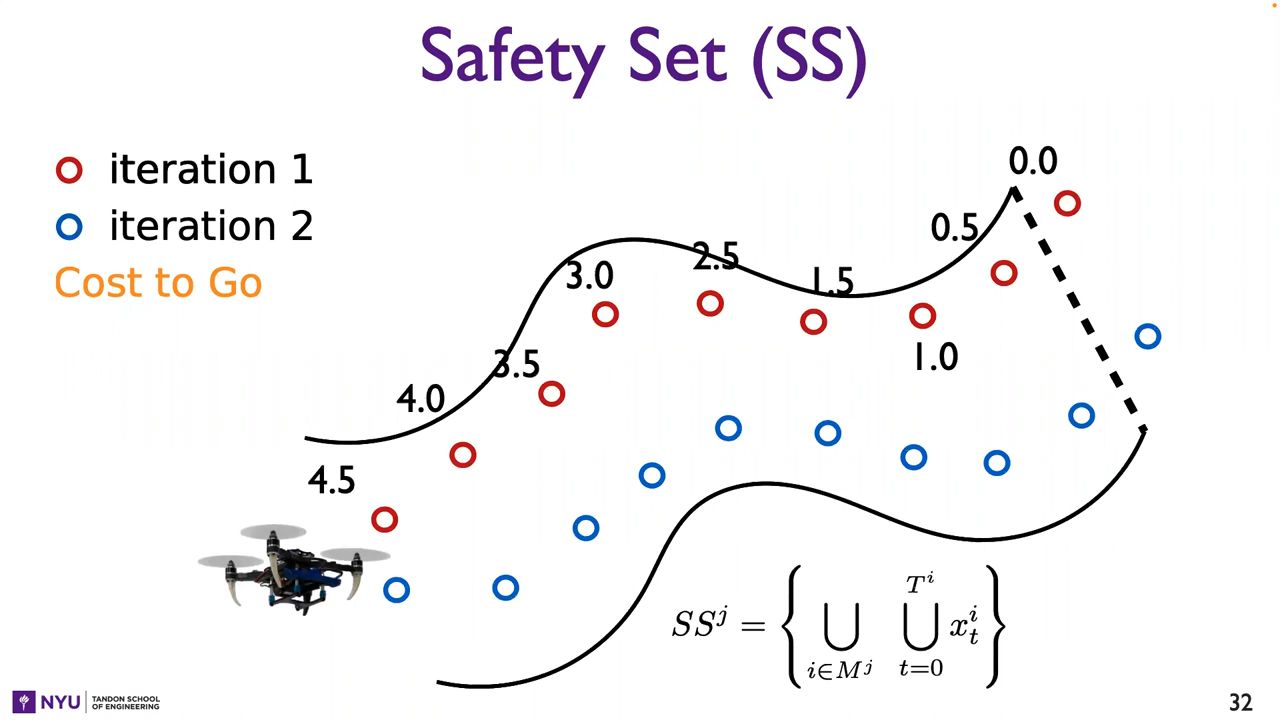 Safety Set (SS)
iteration 1
iteration 2
Cost to Go
0.0
0.5
2.5
3.0
1.5
1.0
3.5
4.0
4.5
SS^j = { ⋃_{i∈M^j} ⋃_{t=0}^{T^i} x_t^i }
NYU
TANDON SCHOOL
OF ENGINEERING
32